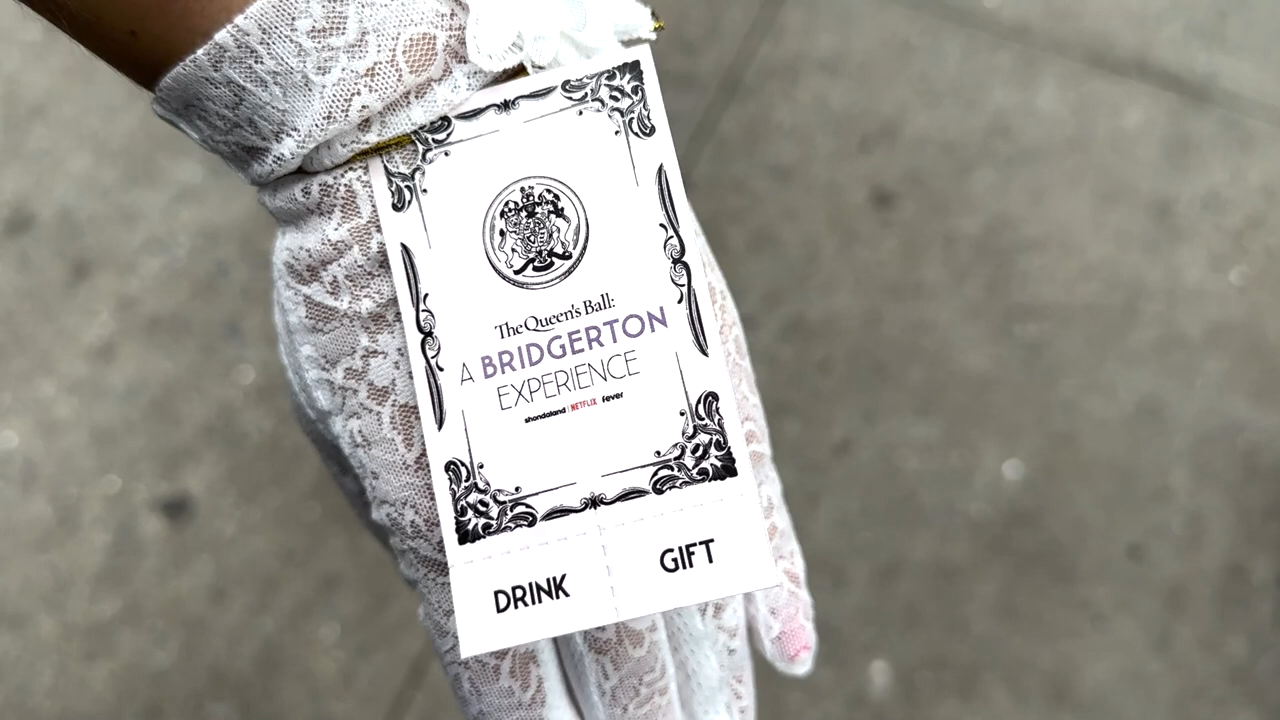 The Queen's Ball:
A BRIDGERTON
EXPERIENCE
shondaland | NETFLIX fever
DRINK
GIFT